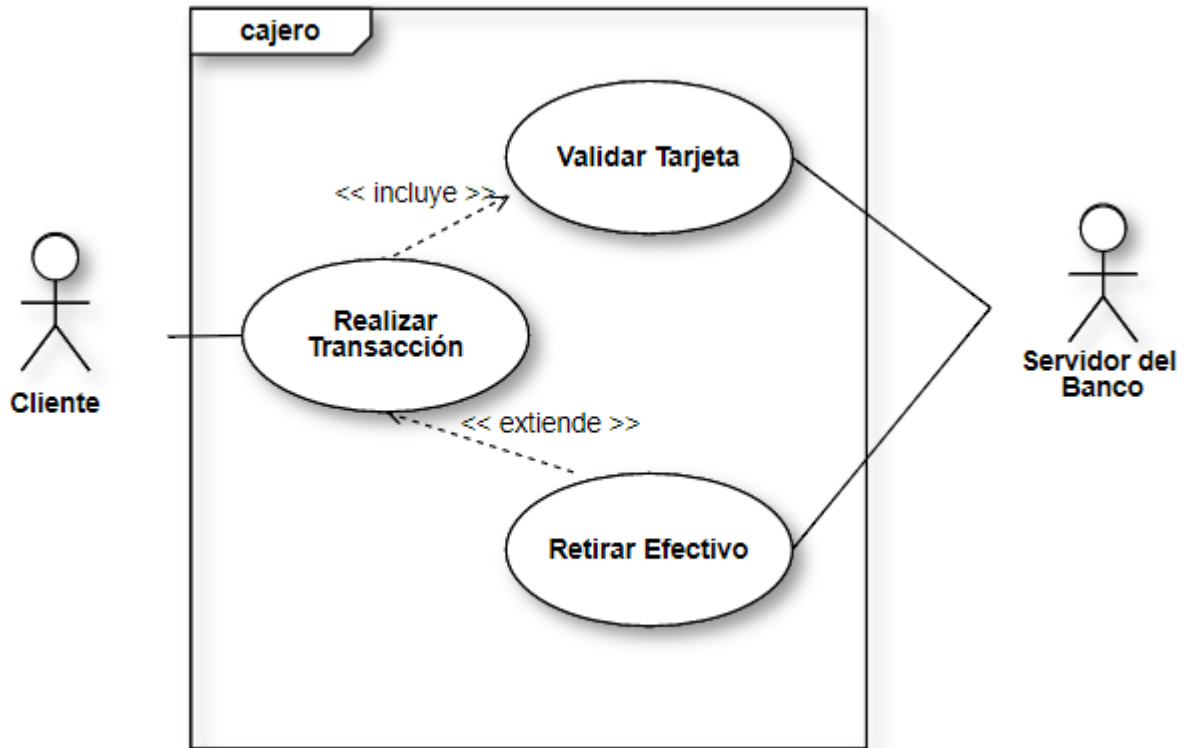 cajero
Validar Tarjeta
<< incluye >>
Realizar
Transacción
Cliente
Servidor del
Banco
<< extiende >>
Retirar Efectivo